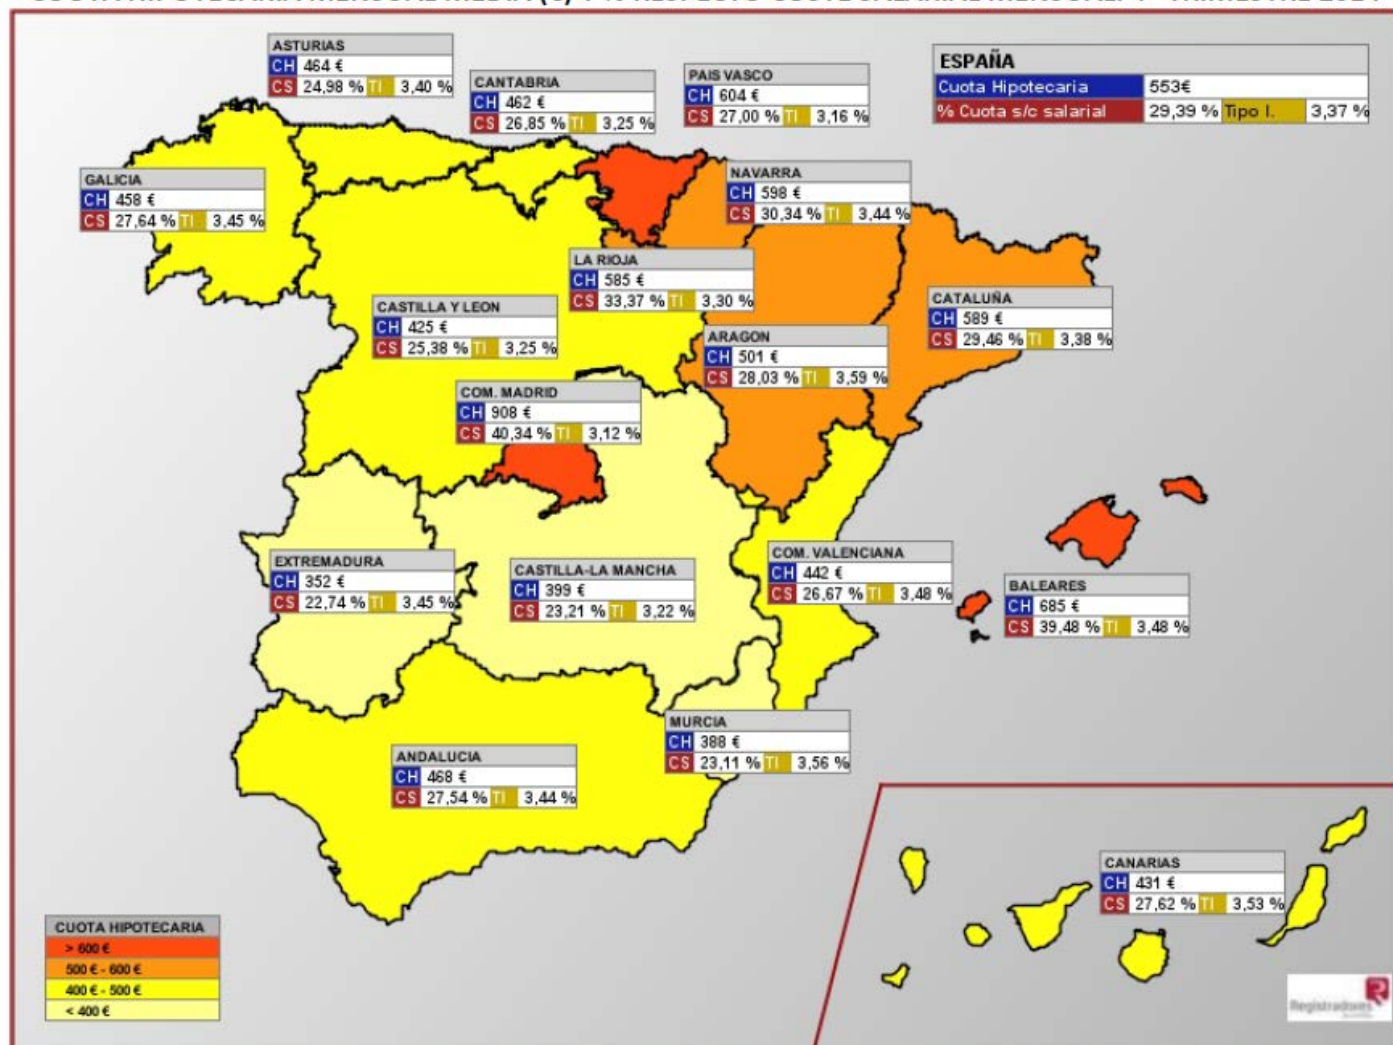 ASTURIAS
CH 464 €
CS 24,98 % TI 3,40 %
CANTABRIA
CH 462 €
CS 26,85 % TI 3,25 %
PAIS VASCO
CH 604 €
CS 27,00 % TI 3,16 %
ESPAÑA
Cuota Hipotecaria 553€
% Cuota s/c salarial 29,39 % Tipo I. 3,37 %
GALICIA
CH 458 €
CS 27,64 % TI 3,45 %
NAVARRA
CH 598 €
CS 30,34 % TI 3,44 %
LA RIOJA
CH 585 €
CS 33,37 % TI 3,30 %
CASTILLA Y LEON
CH 425 €
CS 25,38 % TI 3,25 %
CATALUÑA
CH 589 €
CS 29,46 % TI 3,38 %
ARAGON
CH 501 €
CS 28,03 % TI 3,59 %
COM. MADRID
CH 908 €
CS 40,34 % TI 3,12 %
EXTREMADURA
CH 352 €
CS 22,74 % TI 3,45 %
CASTILLA-LA MANCHA
CH 399 €
CS 23,21 % TI 3,22 %
COM. VALENCIANA
CH 442 €
CS 26,67 % TI 3,48 %
BALEARES
CH 685 €
CS 39,48 % TI 3,48 %
MURCIA
CH 388 €
CS 23,11 % TI 3,56 %
ANDALUCIA
CH 468 €
CS 27,54 % TI 3,44 %
CANARIAS
CH 431 €
CS 27,62 % TI 3,53 %
CUOTA HIPOTECARIA
> 600 €
500 € - 600 €
400 € - 500 €
< 400 €
Registradores